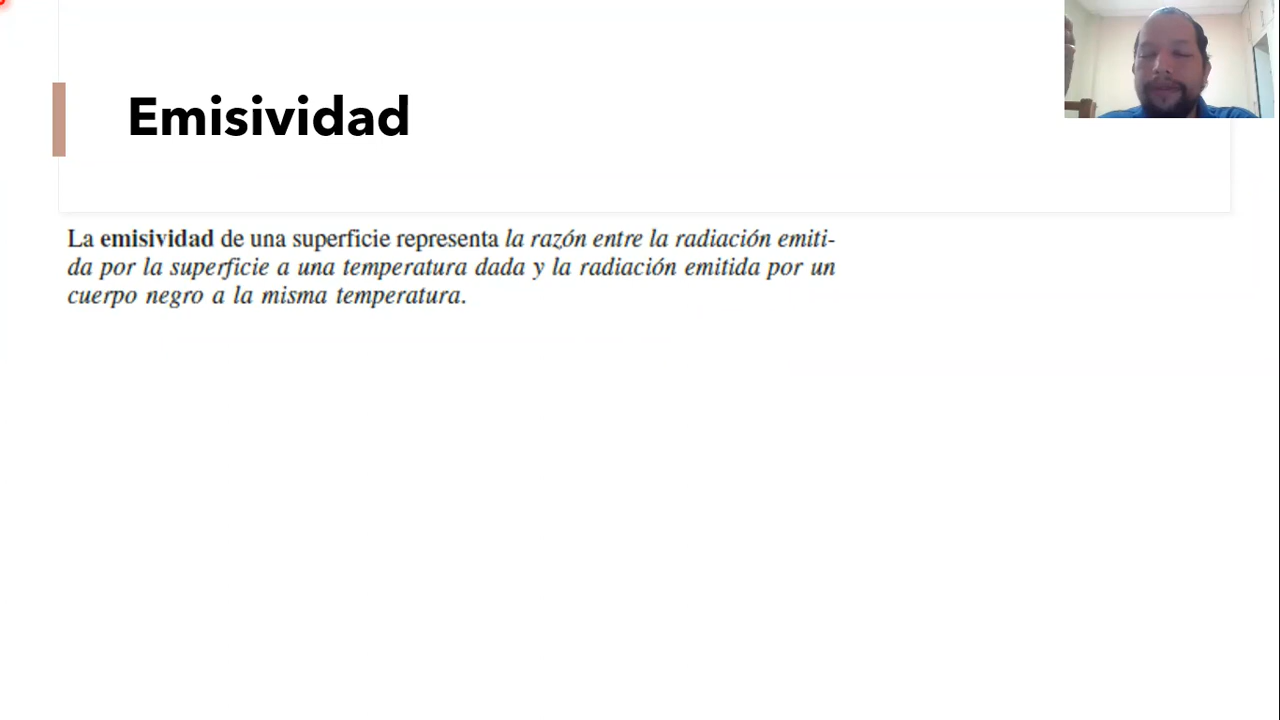 Emisividad
La emisividad de una superficie representa la razón entre la radiación emiti-
da por la superficie a una temperatura dada y la radiación emitida por un
cuerpo negro a la misma temperatura.